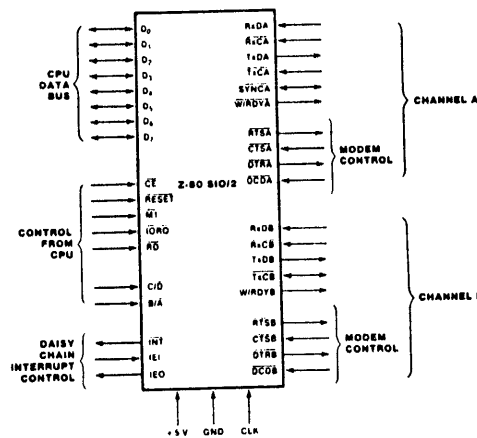 CPU
DATA
BUS
D0
D1
D2
D3
D4
D5
D6
D7
CONTROL
FROM
CPU
CE
RESET
M1
IORQ
RD
C/D
B/A
DAISY
CHAIN
INTERRUPT
CONTROL
INT
IEI
IEO
Z-80 SIO/2
RxDA
RxCA
TxDA
TxCA
SYNCA
W/RDYA
RTSA
CTSA
DTRA
DCDA
MODEM
CONTROL
CHANNEL A
RxDB
RxCB
TxDB
TxCB
W/RDYB
RTSB
CTSB
DTRB
DCDB
MODEM
CONTROL
CHANNEL
+5V
GND
CLK